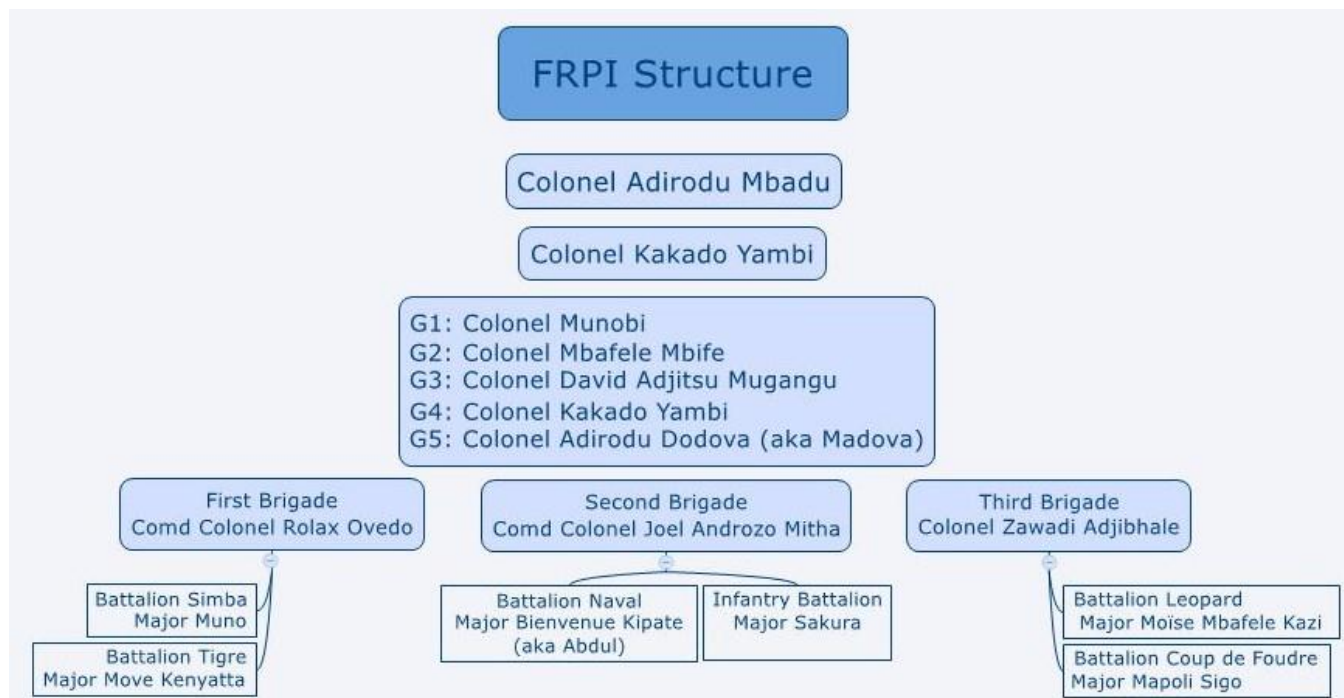 FRPI Structure
Colonel Adirodu Mbadu
Colonel Kakado Yambi
G1: Colonel Munobi
G2: Colonel Mbafele Mbife
G3: Colonel David Adjitsu Mugangu
G4: Colonel Kakado Yambi
G5: Colonel Adirodu Dodova (aka Madova)
First Brigade
Comd Colonel Rolax Ovedo
Battalion Simba
Major Muno
Battalion Tigre
Major Move Kenyatta
Second Brigade
Comd Colonel Joel Androzo Mitha
Battalion Naval
Major Bienvenue Kipate
(aka Abdul)
Infantry Battalion
Major Sakura
Third Brigade
Colonel Zawadi Adjibhale
Battalion Leopard
Major Moïse Mbafele Kazi
Battalion Coup de Foudre
Major Mapoli Sigo